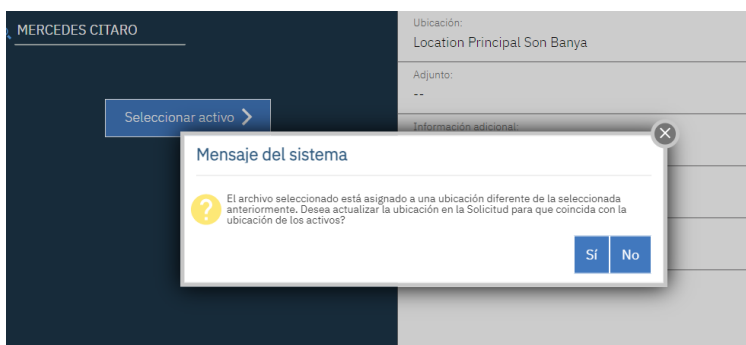 MERCEDES CITARO
Ubicación:
Location Principal Son Banya
Adjunto:
--
Seleccionar activo
Información adicional:
Mensaje del sistema
El archivo seleccionado está asignado a una ubicación diferente de la seleccionada
anteriormente. Desea actualizar la ubicación en la Solicitud para que coincida con la
ubicación de los activos?
Sí No